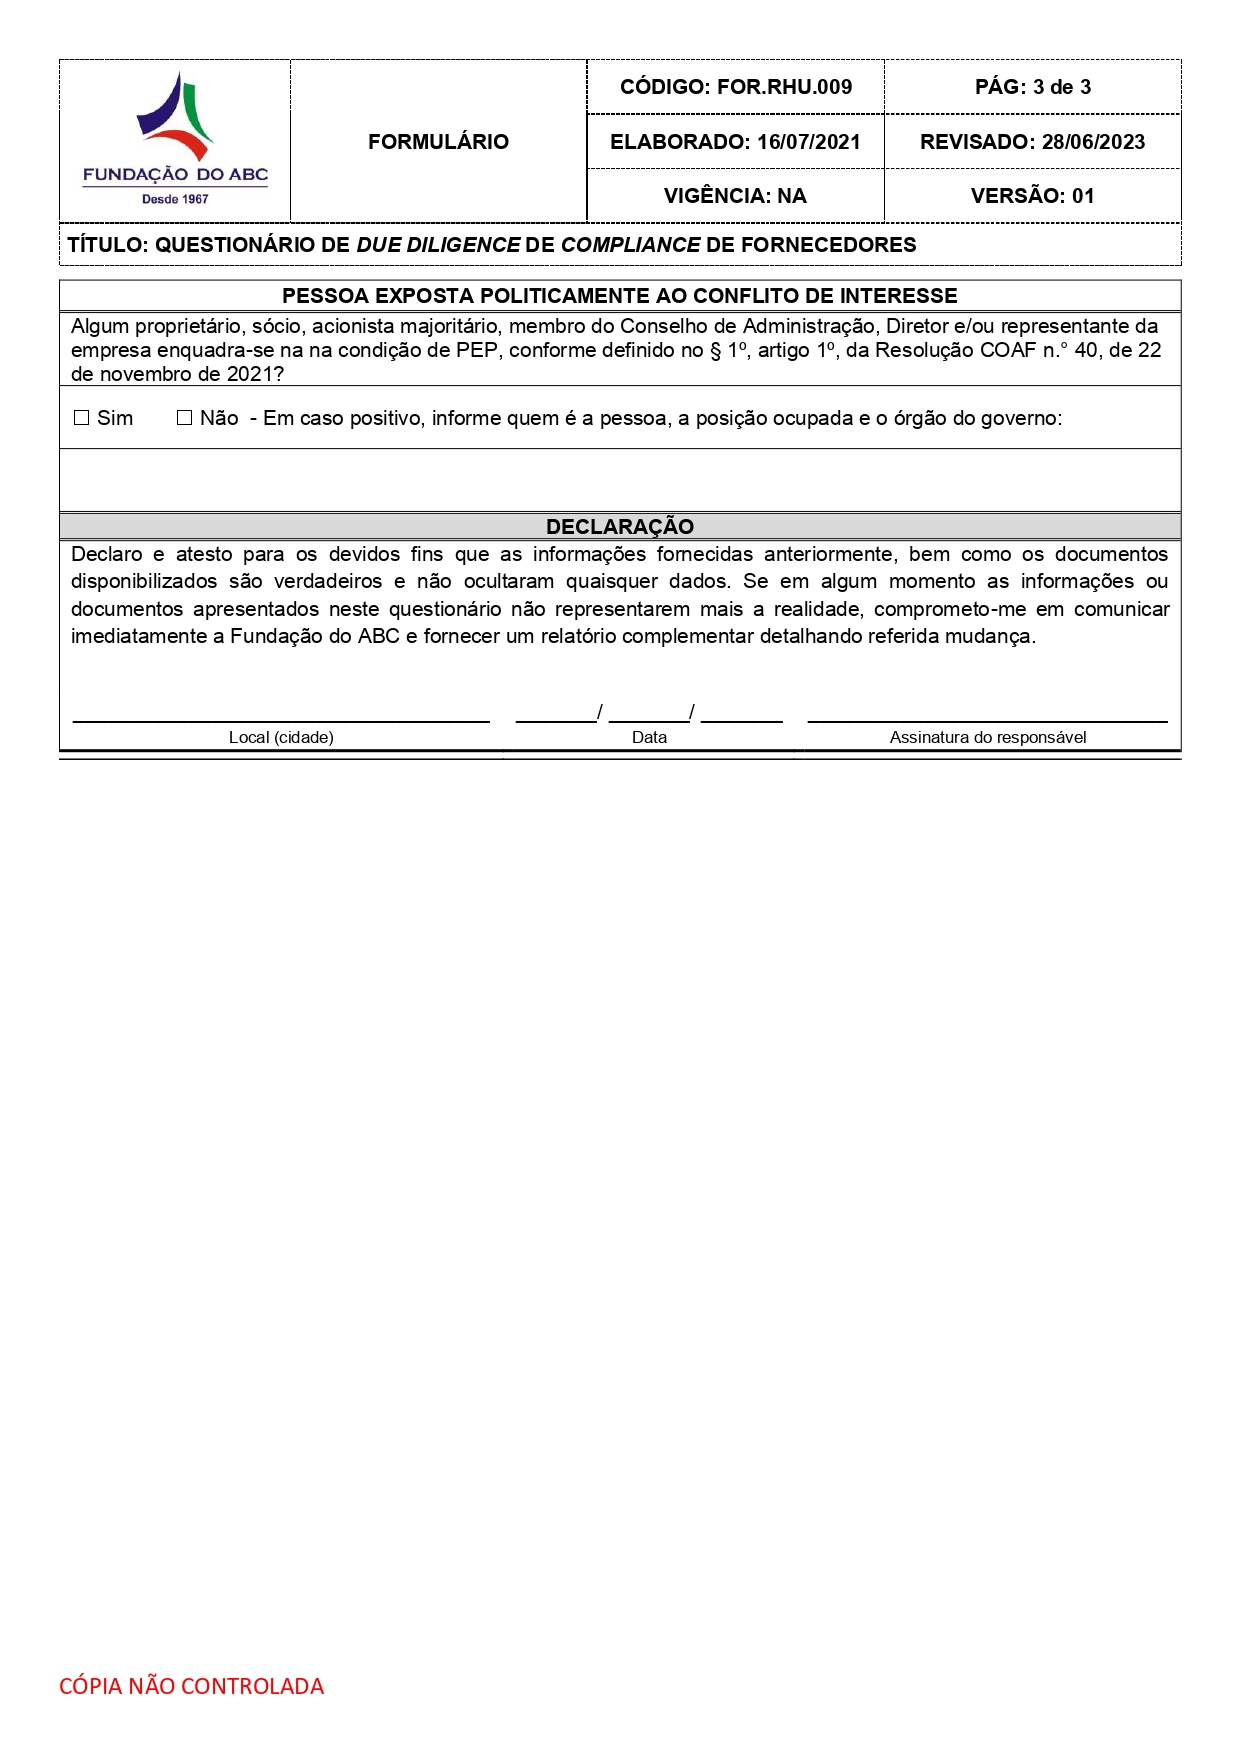 FUNDAÇÃO DO ABC
Desde 1967
FORMULÁRIO
CÓDIGO: FOR.RHU.009
PÁG: 3 de 3
ELABORADO: 16/07/2021
REVISADO: 28/06/2023
VIGÊNCIA: NA
VERSÃO: 01
TÍTULO: QUESTIONÁRIO DE DUE DILIGENCE DE COMPLIANCE DE FORNECEDORES
PESSOA EXPOSTA POLITICAMENTE AO CONFLITO DE INTERESSE
Algum proprietário, sócio, acionista majoritário, membro do Conselho de Administração, Diretor e/ou representante da
empresa enquadra-se na na condição de PEP, conforme definido no § 1º, artigo 1º, da Resolução COAF n.° 40, de 22
de novembro de 2021?
☐ Sim ☐ Não - Em caso positivo, informe quem é a pessoa, a posição ocupada e o órgão do governo:
DECLARAÇÃO
Declaro e atesto para os devidos fins que as informações fornecidas anteriormente, bem como os documentos
disponibilizados são verdadeiros e não ocultaram quaisquer dados. Se em algum momento as informações ou
documentos apresentados neste questionário não representarem mais a realidade, comprometo-me em comunicar
imediatamente a Fundação do ABC e fornecer um relatório complementar detalhando referida mudança.
_______/ _______/ _______
Local (cidade)
Data
Assinatura do responsável
CÓPIA NÃO CONTROLADA